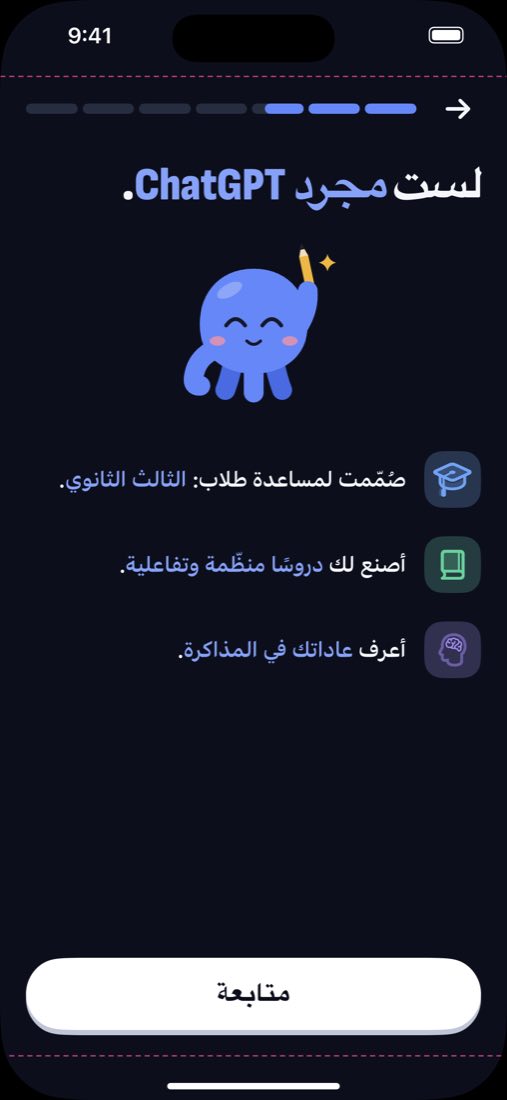 9:41
لست مجرد ChatGPT.
صُمّمت لمساعدة طلاب: الثالث الثانوي.
أصنع لك دروسًا منظّمة وتفاعلية.
أعرف عاداتك في المذاكرة.
متابعة